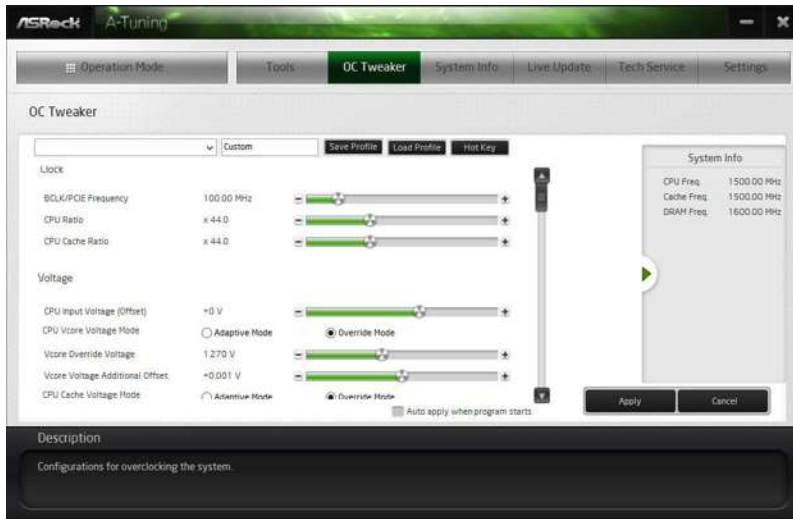 ASRock A-Tuning
Operation Mode Tools OC Tweaker System Info Live Update Tech Service Settings
OC Tweaker
Custom Save Profile Load Profile Hot Key
Clock
BCLK/PCIE Frequency 100.00 MHz
CPU Ratio x 44.0
CPU Cache Ratio x 44.0
Voltage
CPU Input Voltage (Offset) +0 V
CPU Vcore Voltage Mode Adaptive Mode Override Mode
Vcore Override Voltage 1.270 V
Vcore Voltage Additional Offset +0.001 V
CPU Cache Voltage Mode Adaptive Mode Override Mode
Auto apply when program starts
System Info
CPU Freq. 1500.00 MHz
Cache Freq. 1500.00 MHz
DRAM Freq. 1600.00 MHz
Apply Cancel
Description
Configurations for overclocking the system.